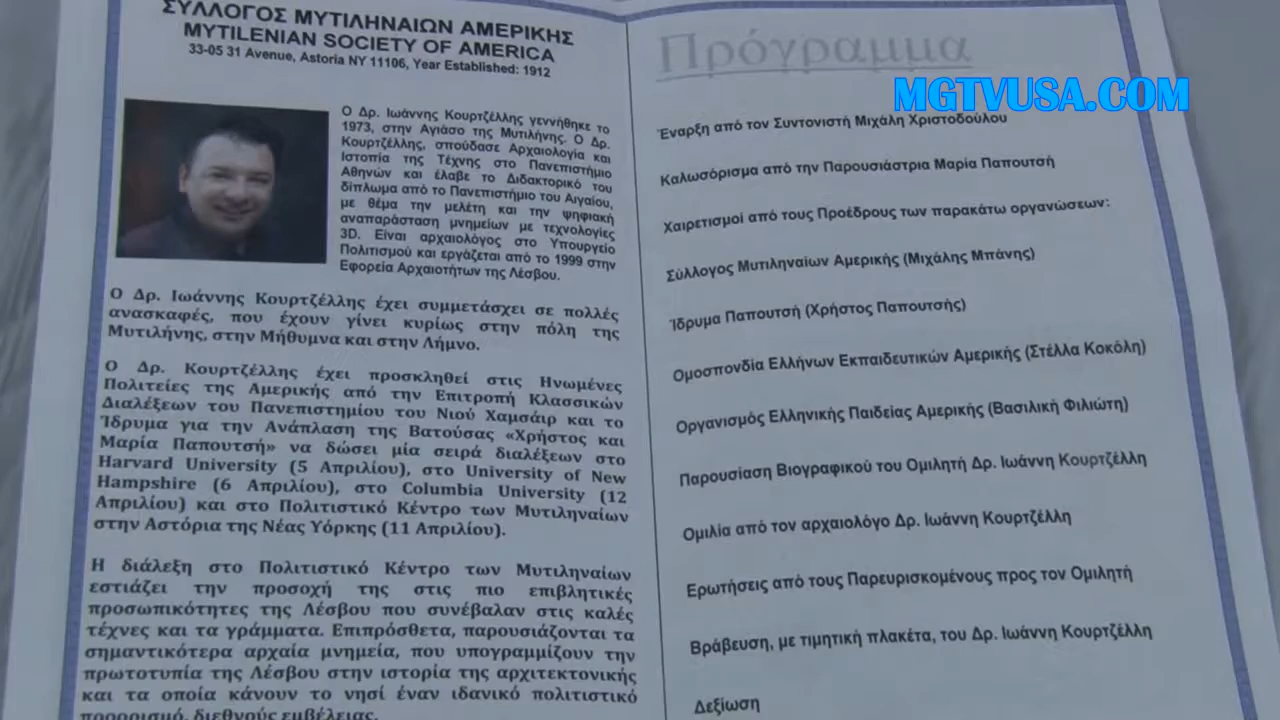 ΣΥΛΛΟΓΟΣ ΜΥΤΙΛΗΝΑΙΩΝ ΑΜΕΡΙΚΗΣ
MYTILENIAN SOCIETY OF AMERICA
33-05 31 Avenue, Astoria NY 11106, Year Established: 1912
Ο Δρ. Ιωάννης Κουρτζέλλης γεννήθηκε το
1973, στην Αγιάσο της Μυτιλήνης. Ο Δρ.
Κουρτζέλλης, σπούδασε Αρχαιολογία και
Ιστοπία της Τέχνης στο Πανεπιστήμιο
Αθηνών και έλαβε το Διδακτορικό του
δίπλωμα από το Πανεπιστήμιο του Αιγαίου,
με θέμα την μελέτη και την ψηφιακή
αναπαράσταση μνημείων με τεχνολογίες
3D. Είναι αρχαιολόγος στο Υπουργείο
Πολιτισμού και εργάζεται από το 1999 στην
Εφορεία Αρχαιοτήτων της Λέσβου.
Ο Δρ. Ιωάννης Κουρτζέλλης έχει συμμετάσχει σε πολλές
ανασκαφές, που έχουν γίνει κυρίως στην πόλη της
Μυτιλήνης, στην Μήθυμνα και στην Λήμνο.
Ο Δρ. Κουρτζέλλης έχει προσκληθεί στις Ηνωμένες
Πολιτείες της Αμερικής από την Επιτροπή Κλασσικών
Διαλέξεων του Πανεπιστημίου του Νιού Χαμσάιρ και το
Ίδρυμα για την Ανάπλαση της Βατούσας «Χρήστος και
Μαρία Παπουτσή» να δώσει μία σειρά διαλέξεων στο
Harvard University (5 Απριλίου), στο University of New
Hampshire (6 Απριλίου), στο Columbia University (12
Απριλίου) και στο Πολιτιστικό Κέντρο των Μυτιληναίων
στην Αστόρια της Νέας Υόρκης (11 Απριλίου).
Η διάλεξη στο Πολιτιστικό Κέντρο των Μυτιληναίων
εστιάζει την προσοχή της στις πιο επιβλητικές
προσωπικότητες της Λέσβου που συνέβαλαν στις καλές
τέχνες και τα γράμματα. Επιπρόσθετα, παρουσιάζονται τα
σημαντικότερα αρχαία μνημεία, που υπογραμμίζουν την
πρωτοτυπία της Λέσβου στην ιστορία της αρχιτεκτονικής
και τα οποία κάνουν το νησί έναν ιδανικό πολιτιστικό
προορισμό, διεθνούς εμβέλειας.
Πρόγραμμα
MGTVUSA.COM
Έναρξη από τον Συντονιστή Μιχάλη Χριστοδούλου
Καλωσόρισμα από την Παρουσιάστρια Μαρία Παπουτσή
Χαιρετισμοί από τους Προέδρους των παρακάτω οργανώσεων:
Σύλλογος Μυτιληναίων Αμερικής (Μιχάλης Μπάνης)
Ίδρυμα Παπουτσή (Χρήστος Παπουτσής)
Ομοσπονδία Ελλήνων Εκπαιδευτικών Αμερικής (Στέλλα Κοκόλη)
Οργανισμός Ελληνικής Παιδείας Αμερικής (Βασιλική Φιλιώτη)
Παρουσίαση Βιογραφικού του Ομιλητή Δρ. Ιωάννη Κουρτζέλλη
Ομιλία από τον αρχαιολόγο Δρ. Ιωάννη Κουρτζέλλη
Ερωτήσεις από τους Παρευρισκομένους προς τον Ομιλητή
Βράβευση, με τιμητική πλακέτα, του Δρ. Ιωάννη Κουρτζέλλη
Δεξίωση